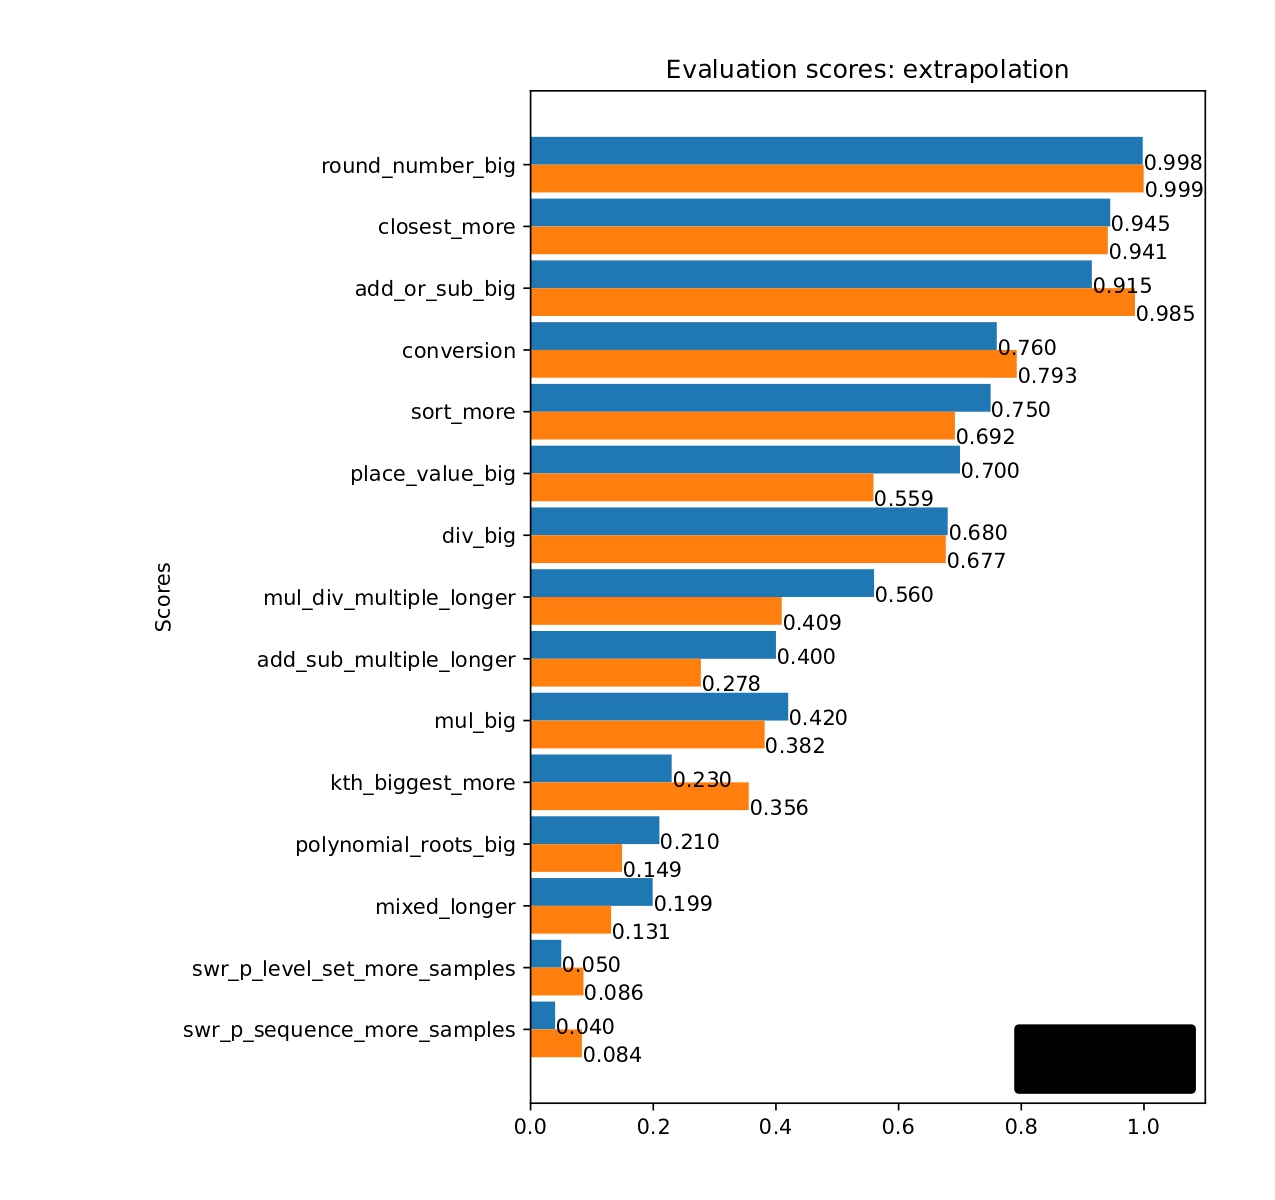 Evaluation scores: extrapolation
round_number_big
0.998
0.999
closest_more
0.945
0.941
add_or_sub_big
0.915
0.985
conversion
0.760
0.793
sort_more
0.750
0.692
place_value_big
0.700
0.559
div_big
0.680
0.677
mul_div_multiple_longer
0.560
0.409
add_sub_multiple_longer
0.400
0.278
mul_big
0.420
0.382
kth_biggest_more
0.230
0.356
polynomial_roots_big
0.210
0.149
mixed_longer
0.199
0.131
swr_p_level_set_more_samples
0.050
0.086
swr_p_sequence_more_samples
0.040
0.084
Scores
0.0 0.2 0.4 0.6 0.8 1.0